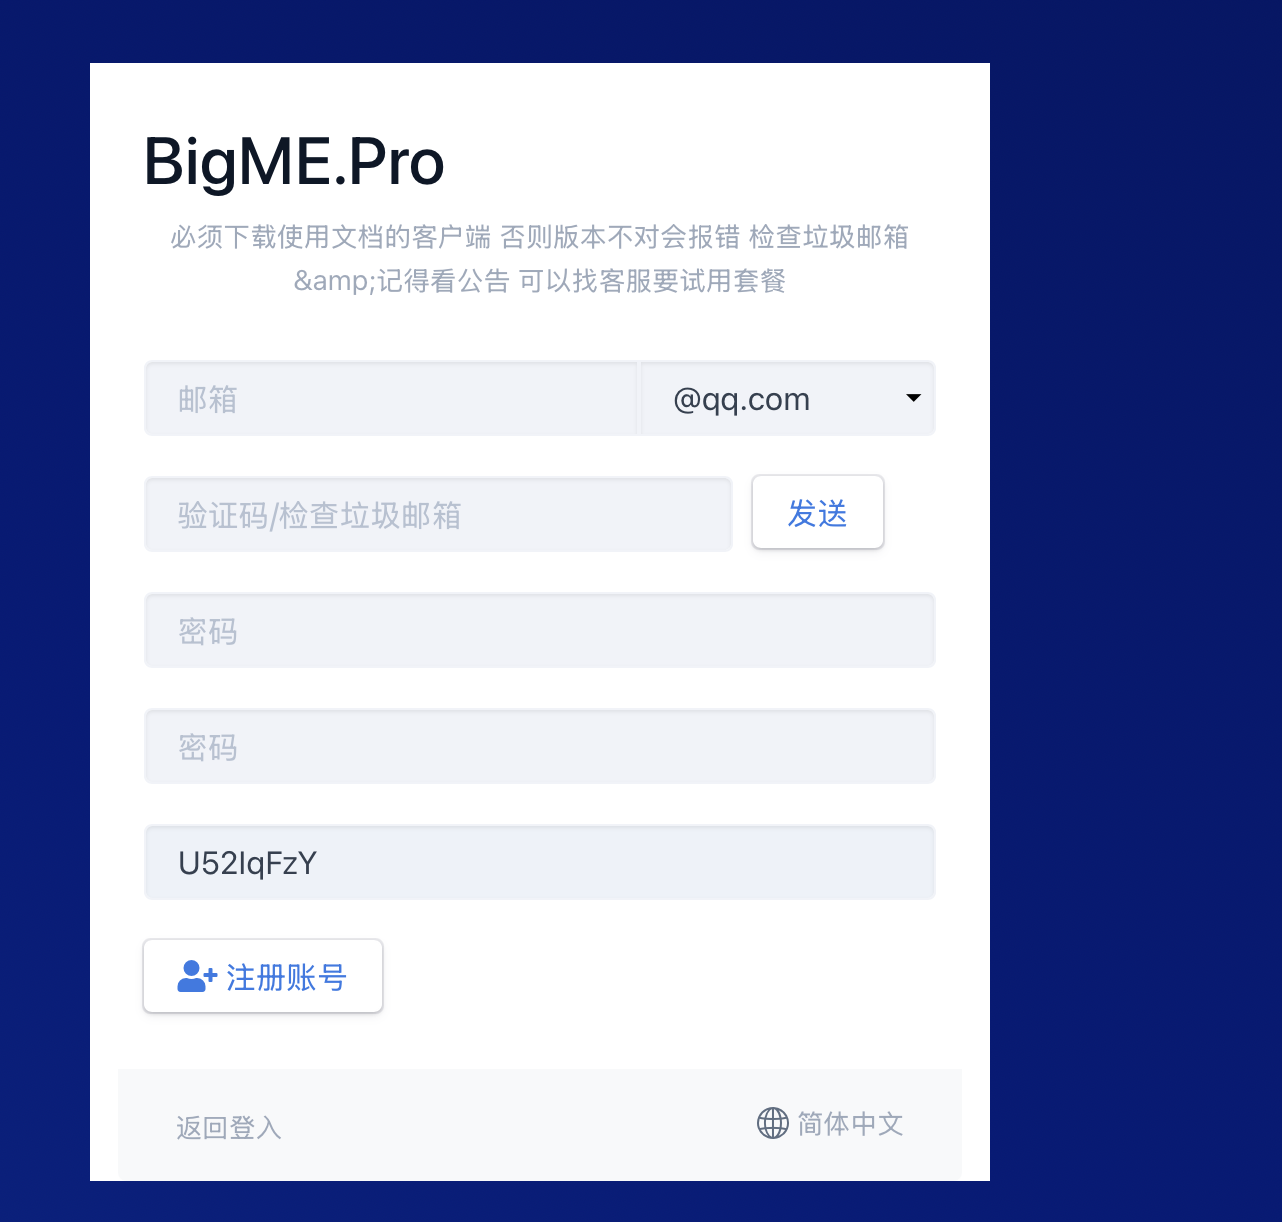 BigME.Pro
必须下载使用文档的客户端 否则版本不对会报错 检查垃圾邮箱
&amp;记得看公告 可以找客服要试用套餐
邮箱
@qq.com
验证码/检查垃圾邮箱
发送
密码
密码
U52IqFzY
注册账号
返回登入
简体中文